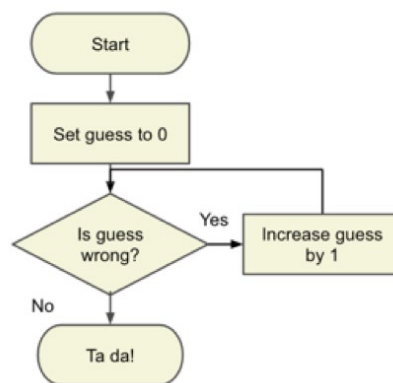 Start
Set guess to 0
Is guess
wrong?
Yes
Increase guess
by 1
No
Ta da!